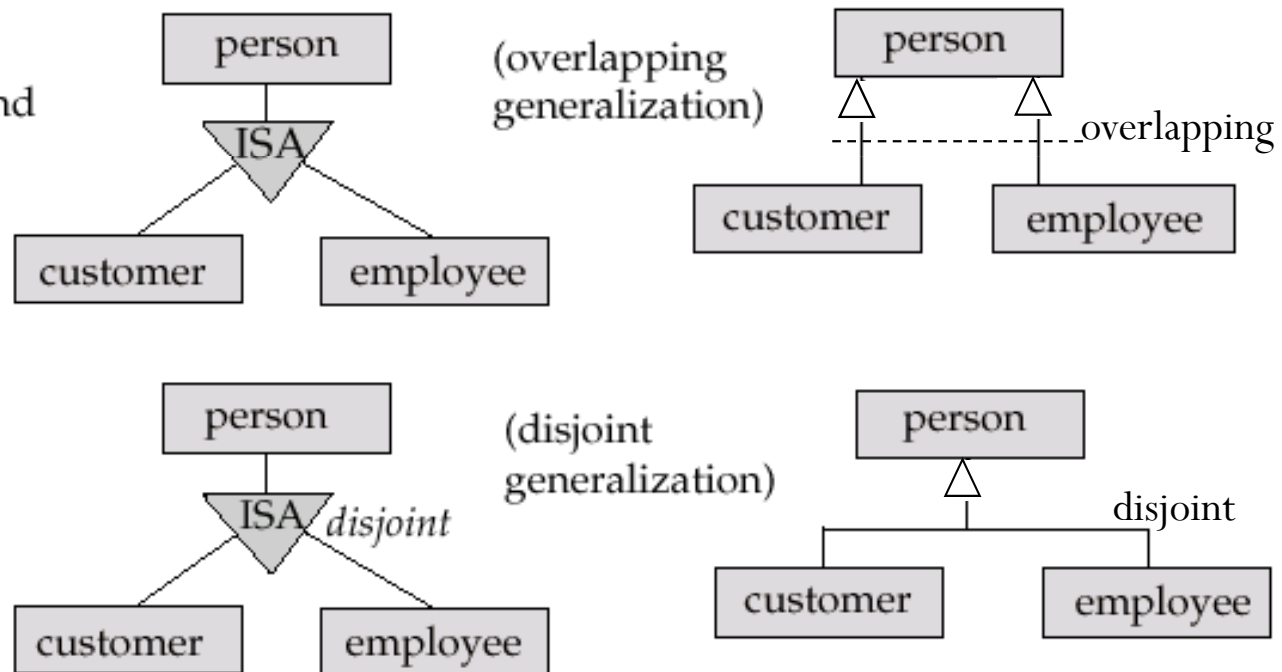 person
nd
ISA
customer
employee
(overlapping
generalization)
person
overlapping
customer
employee
person
ISA
disjoint
customer
employee
(disjoint
generalization)
person
disjoint
customer
employee